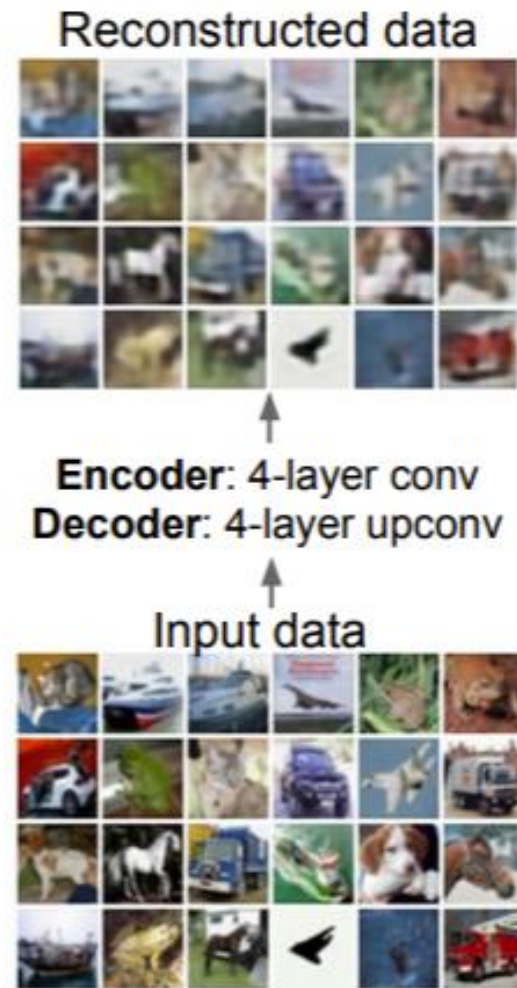 Reconstructed data
Encoder: 4-layer conv
Decoder: 4-layer upconv
Input data